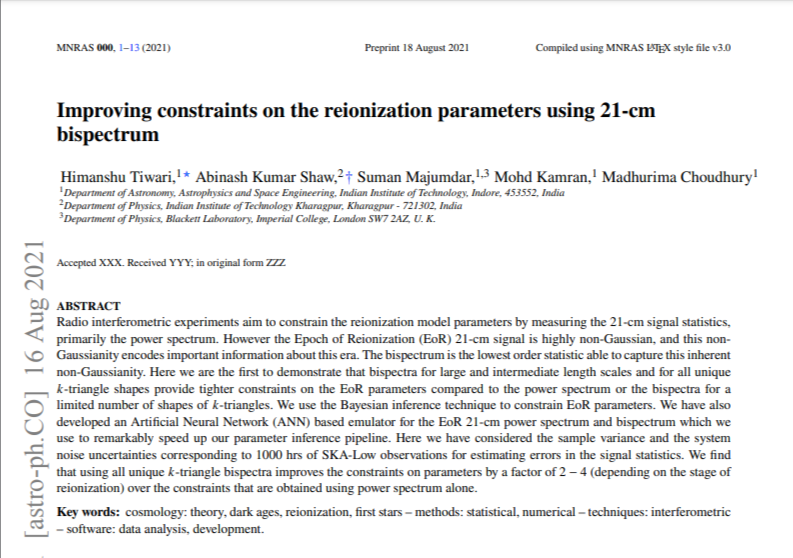 MNRAS 000, 1–13 (2021) Preprint 18 August 2021 Compiled using MNRAS LATEX style file v3.0
Improving constraints on the reionization parameters using 21-cm
bispectrum
Himanshu Tiwari,1★ Abinash Kumar Shaw,2† Suman Majumdar,1,3 Mohd Kamran,1 Madhurima Choudhury1
1Department of Astronomy, Astrophysics and Space Engineering, Indian Institute of Technology, Indore, 453552, India
2Department of Physics, Indian Institute of Technology Kharagpur, Kharagpur - 721302, India
3Department of Physics, Blackett Laboratory, Imperial College, London SW7 2AZ, U. K.
Accepted XXX. Received YYY; in original form ZZZ
ABSTRACT
Radio interferometric experiments aim to constrain the reionization model parameters by measuring the 21-cm signal statistics,
primarily the power spectrum. However the Epoch of Reionization (EoR) 21-cm signal is highly non-Gaussian, and this non-
Gaussianity encodes important information about this era. The bispectrum is the lowest order statistic able to capture this inherent
non-Gaussianity. Here we are the first to demonstrate that bispectra for large and intermediate length scales and for all unique
k-triangle shapes provide tighter constraints on the EoR parameters compared to the power spectrum or the bispectra for a
limited number of shapes of k-triangles. We use the Bayesian inference technique to constrain EoR parameters. We have also
developed an Artificial Neural Network (ANN) based emulator for the EoR 21-cm power spectrum and bispectrum which we
use to remarkably speed up our parameter inference pipeline. Here we have considered the sample variance and the system
noise uncertainties corresponding to 1000 hrs of SKA-Low observations for estimating errors in the signal statistics. We find
that using all unique k-triangle bispectra improves the constraints on parameters by a factor of 2 – 4 (depending on the stage of
reionization) over the constraints that are obtained using power spectrum alone.
Key words: cosmology: theory, dark ages, reionization, first stars – methods: statistical, numerical – techniques: interferometric
– software: data analysis, development.
[astro-ph.CO] 16 Aug 2021